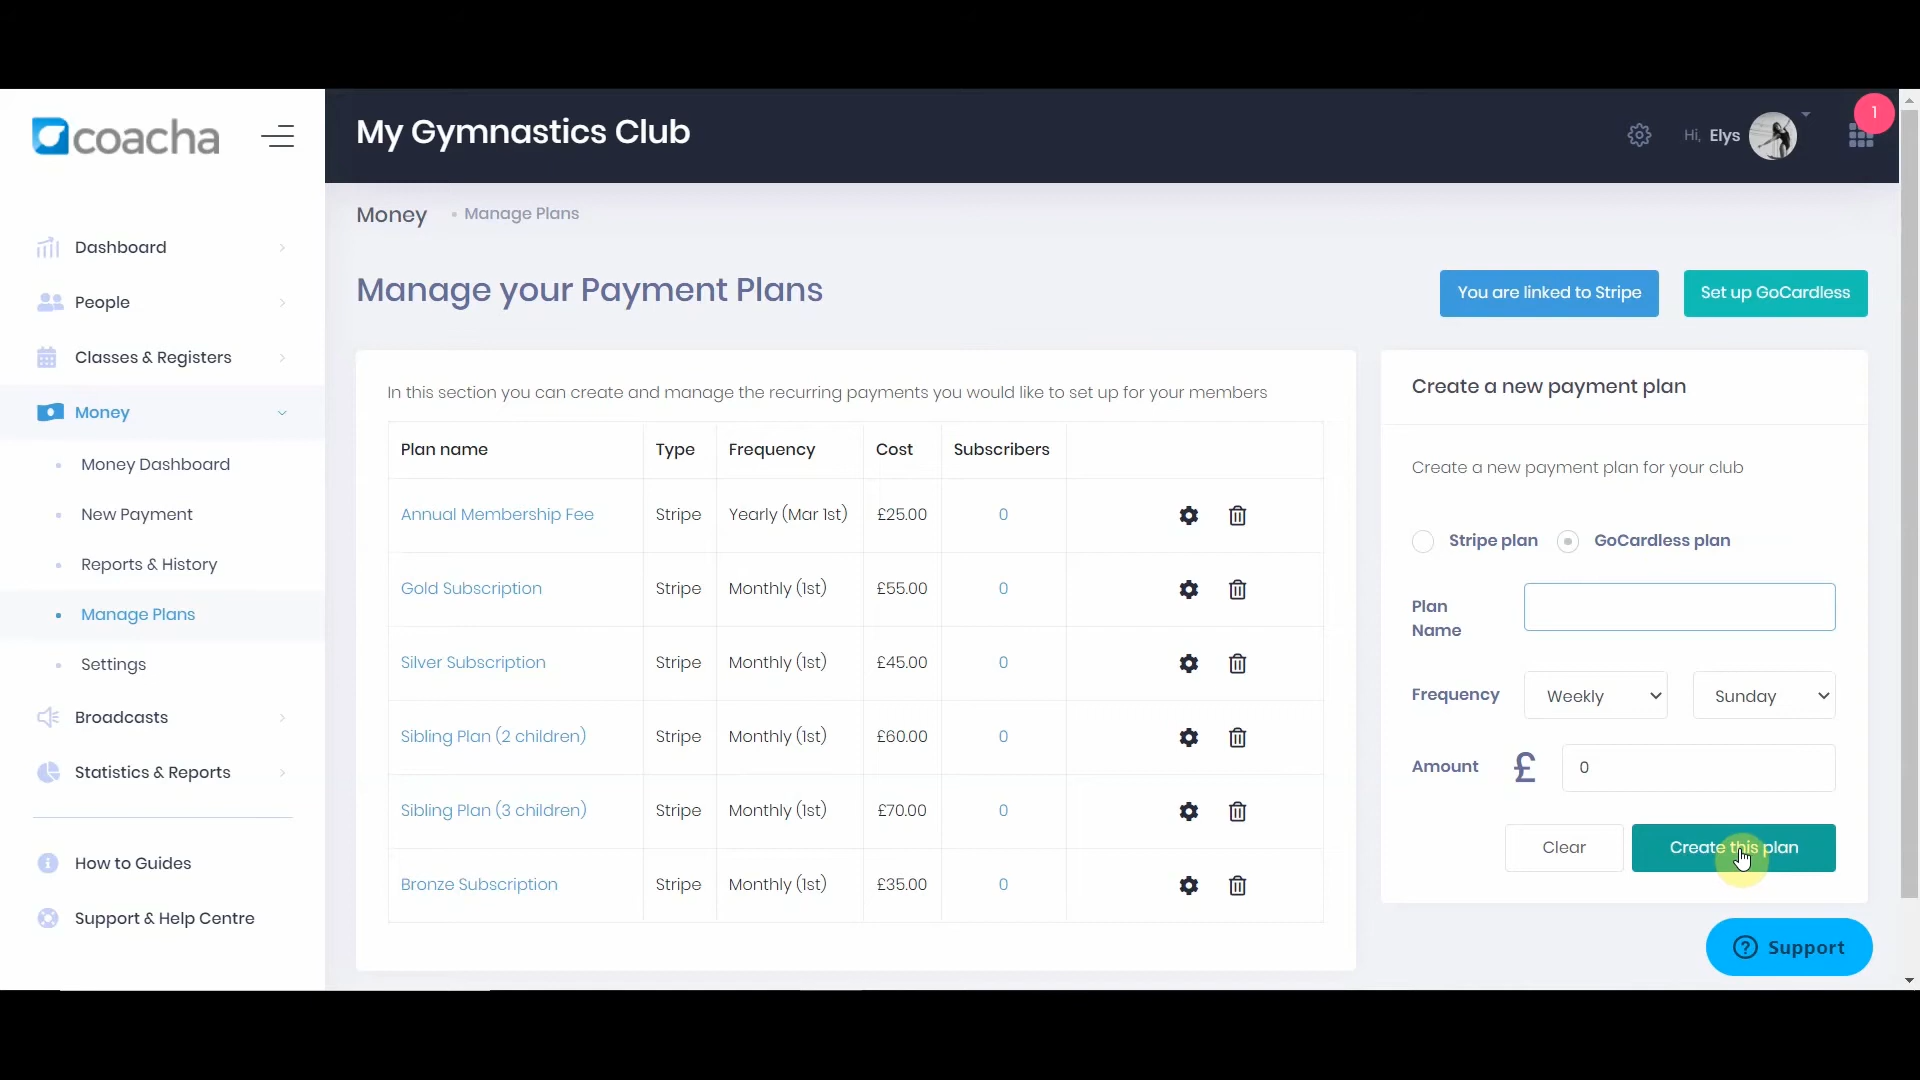 coacha
My Gymnastics Club
Hi, Elys
1
Money • Manage Plans
Dashboard
People
Classes & Registers
Money
Money Dashboard
New Payment
Reports & History
Manage Plans
Settings
Broadcasts
Statistics & Reports
How to Guides
Support & Help Centre
Manage your Payment Plans
You are linked to Stripe
Set up GoCardless
In this section you can create and manage the recurring payments you would like to set up for your members
Plan name Type Frequency Cost Subscribers
Annual Membership Fee Stripe Yearly (Mar 1st) £25.00 0
Gold Subscription Stripe Monthly (1st) £55.00 0
Silver Subscription Stripe Monthly (1st) £45.00 0
Sibling Plan (2 children) Stripe Monthly (1st) £60.00 0
Sibling Plan (3 children) Stripe Monthly (1st) £70.00 0
Bronze Subscription Stripe Monthly (1st) £35.00 0
Create a new payment plan
Create a new payment plan for your club
Stripe plan GoCardless plan
Plan
Name
Frequency Weekly Sunday
Amount £ 0
Clear Create this plan
Support